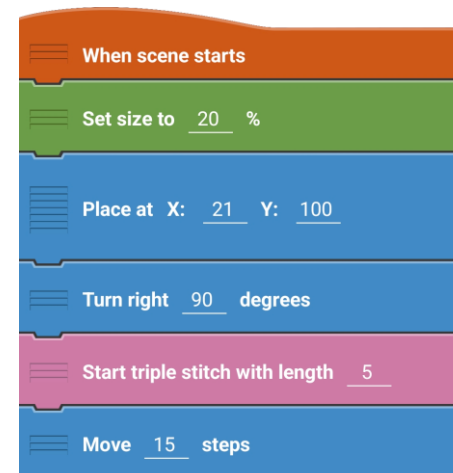 When scene starts
Set size to 20 %
Place at X: 21 Y: 100
Turn right 90 degrees
Start triple stitch with length 5
Move 15 steps